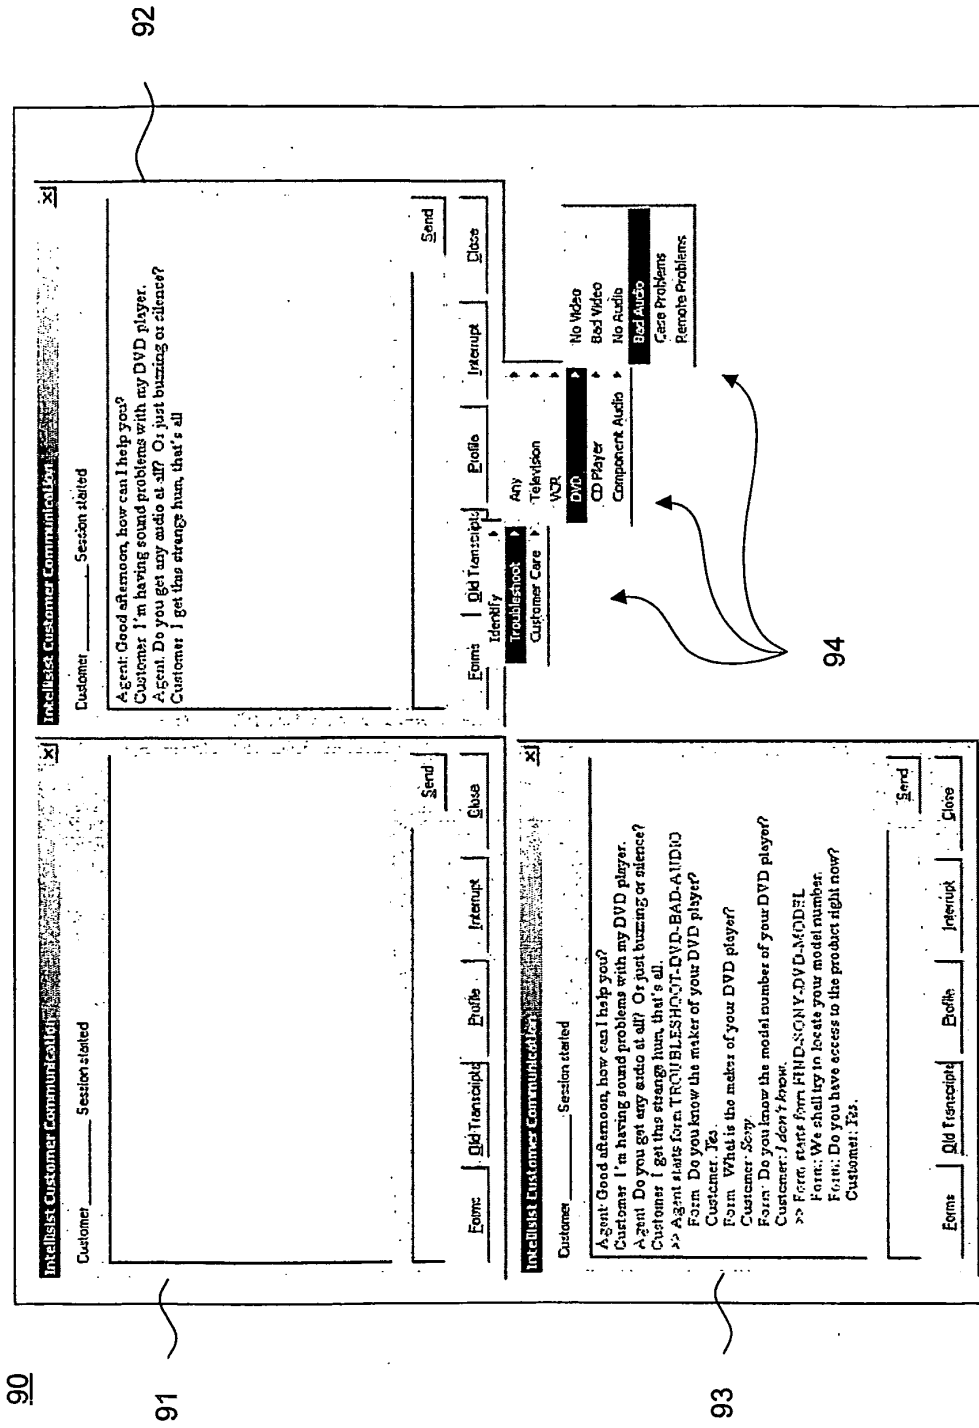 90
91
Intellisist Customer Communication
X
Customer ________ Session started
Send
Forms
Old Transcripts
Profile
Interrupt
Close
92
Intellisist Customer Communication
X
Customer ________ Session started
Agent: Good afternoon, how can I help you?
Customer I'm having sound problems with my DVD player.
Agent. Do you get any audio at all? Or just buzzing or silence?
Customer I get this strange hum, that's all
Send
Forms
Old Transcripts
Profile
Interrupt
Close
Identify
Troubleshoot
Customer Care
Any
Television
VCR
DVD
CD Player
Component Audio
No Video
Bad Video
No Audio
Bad Audio
Case Problems
Remote Problems
94
93
Intellisist Customer Communication
X
Customer ________ Session started
Agent: Good afternoon, how can I help you?
Customer I'm having sound problems with my DVD player.
Agent Do you get any audio at all? Or just buzzing or silence?
Customer I get this strange hum, that's all.
>> Agent starts form TROUBLESHOOT-DVD-BAD-AUDIO
Form Do you know the maker of your DVD player?
Customer: Yes.
Form What is the maker of your DVD player?
Customer: Sony.
Form: Do you know the model number of your DVD player?
Customer: I don't know.
>> Form starts form FIND-SONY-DVD-MODEL
Form: We shall try to locate your model number.
Form: Do you have access to the product right now?
Customer: Yes.
Send
Forms
Old Transcripts
Profile
Interrupt
Close